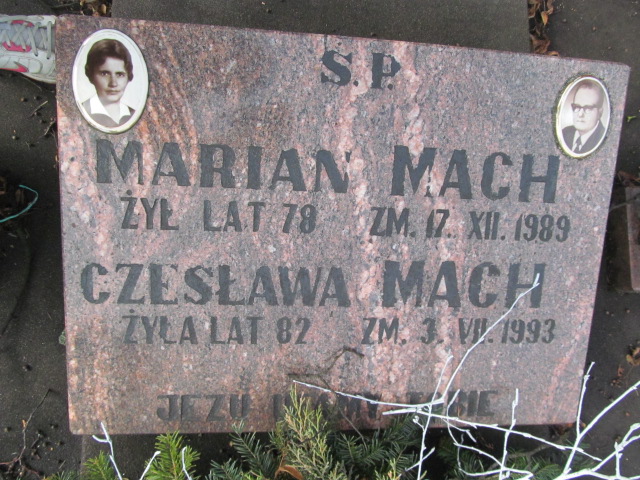 S.P.
MARIAN MACH
ŻYŁ LAT 78 ZM. 17. XII. 1989
CZESŁAWA MACH
ŻYŁA LAT 82 ZM. 3. VII. 1993
JEZU